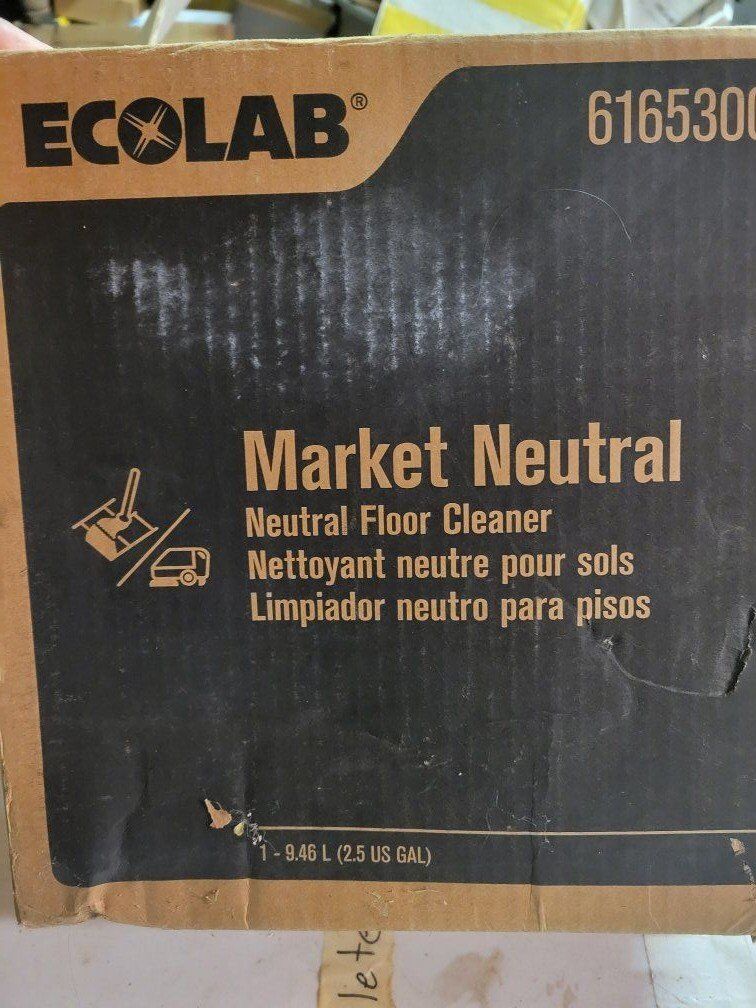 ECOLAB®
6165300
Market Neutral
Neutral Floor Cleaner
Nettoyant neutre pour sols
Limpiador neutro para pisos
1 - 9.46 L (2.5 US GAL)